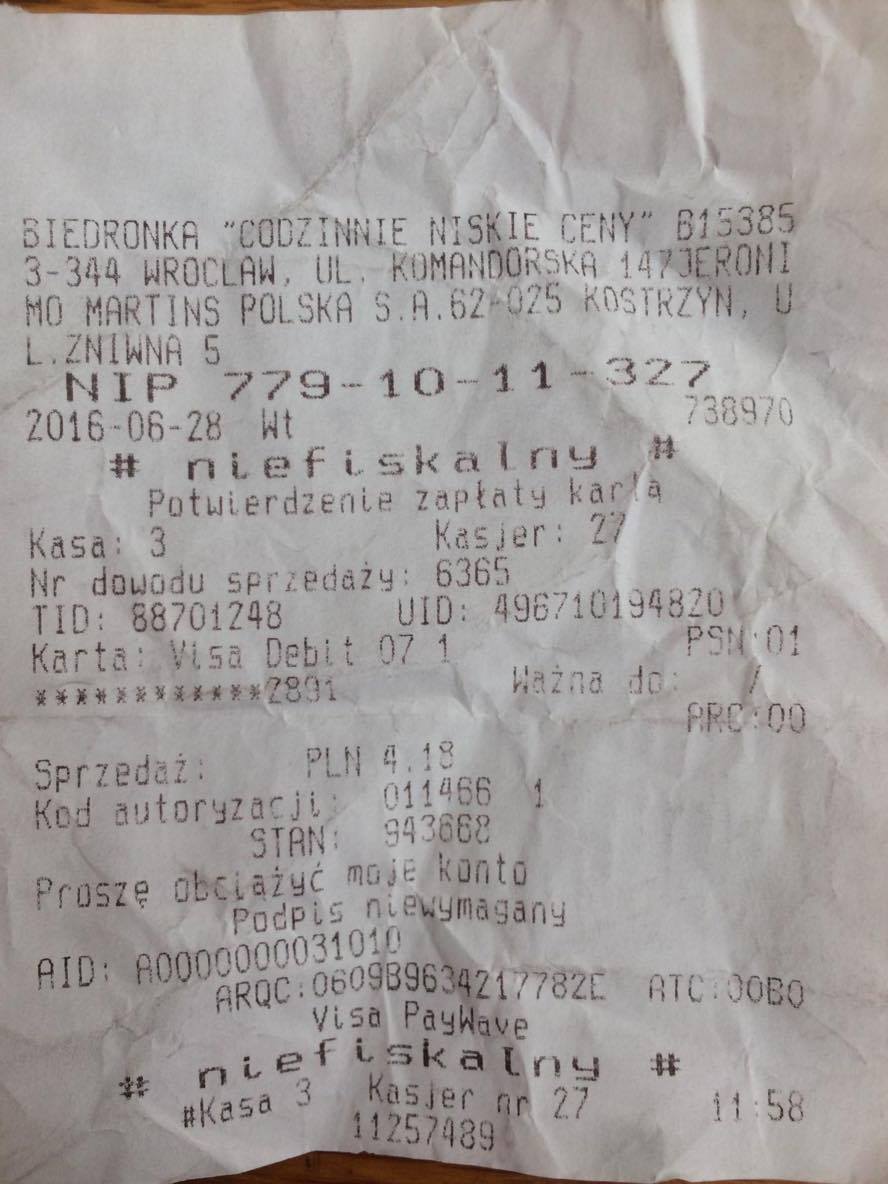 BIEDRONKA "CODZINNIE NISKIE CENY" B15385
3-344 WROCLAW, UL. KOMANDORSKA 147JERONI
MO MARTINS POLSKA S.A.62-025 KOSTRZYN, U
L.ZNIWNA 5
NIP 779-10-11-327
2016-06-28 Wt 738970
# niefiskalny #
Potwierdzenie zapłaty kartą
Kasa: 3 Kasjer: 27
Nr dowodu sprzedaży: 6365
TID: 88701248 UID: 496710194820
Karta: Visa Debit 07 1 PSN:01
************2891 Ważna do: /
ARC:00
Sprzedaż: PLN 4.18
Kod autoryzacji: 011466 1
STAN: 943668
Proszę obciążyć moje konto
Podpis niewymagany
AID: A0000000031010
ARQC:0609B9634217782E ATC:00B0
Visa PayWave
# niefiskalny #
#Kasa 3 Kasjer nr 27 11:58
11257489